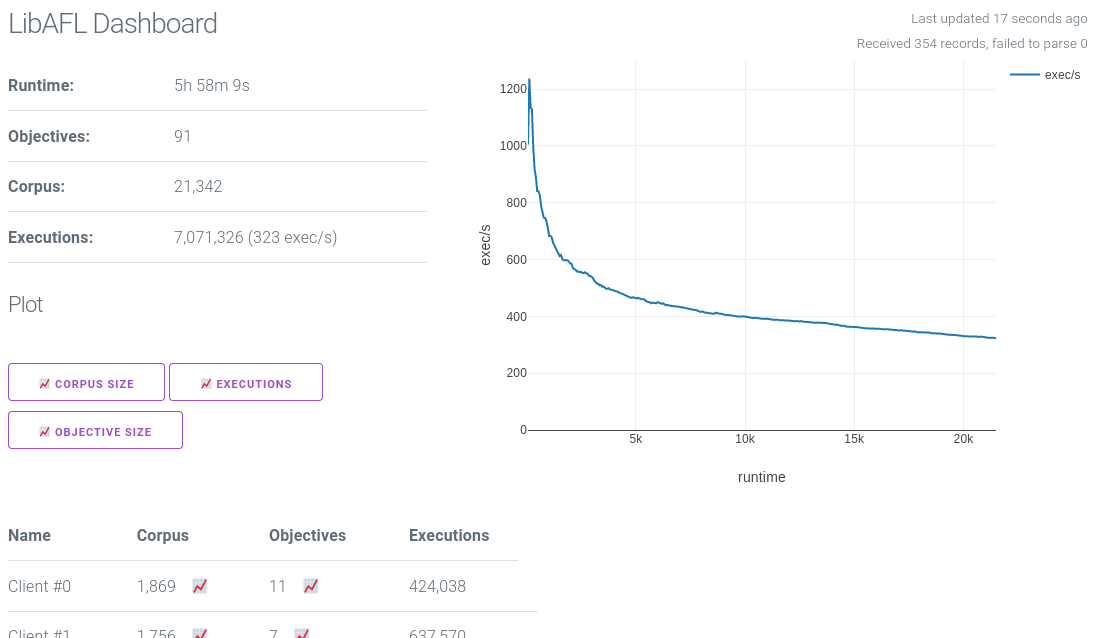 LibAFL Dashboard
Last updated 17 seconds ago
Received 354 records, failed to parse 0
Runtime: 5h 58m 9s
Objectives: 91
Corpus: 21,342
Executions: 7,071,326 (323 exec/s)
Plot
CORPUS SIZE
EXECUTIONS
OBJECTIVE SIZE
exec/s
1200
1000
800
600
400
200
0
exec/s
5k 10k 15k 20k
runtime
Name Corpus Objectives Executions
Client #0 1,869 11 424,038
Client #1 1,756 7 637,570